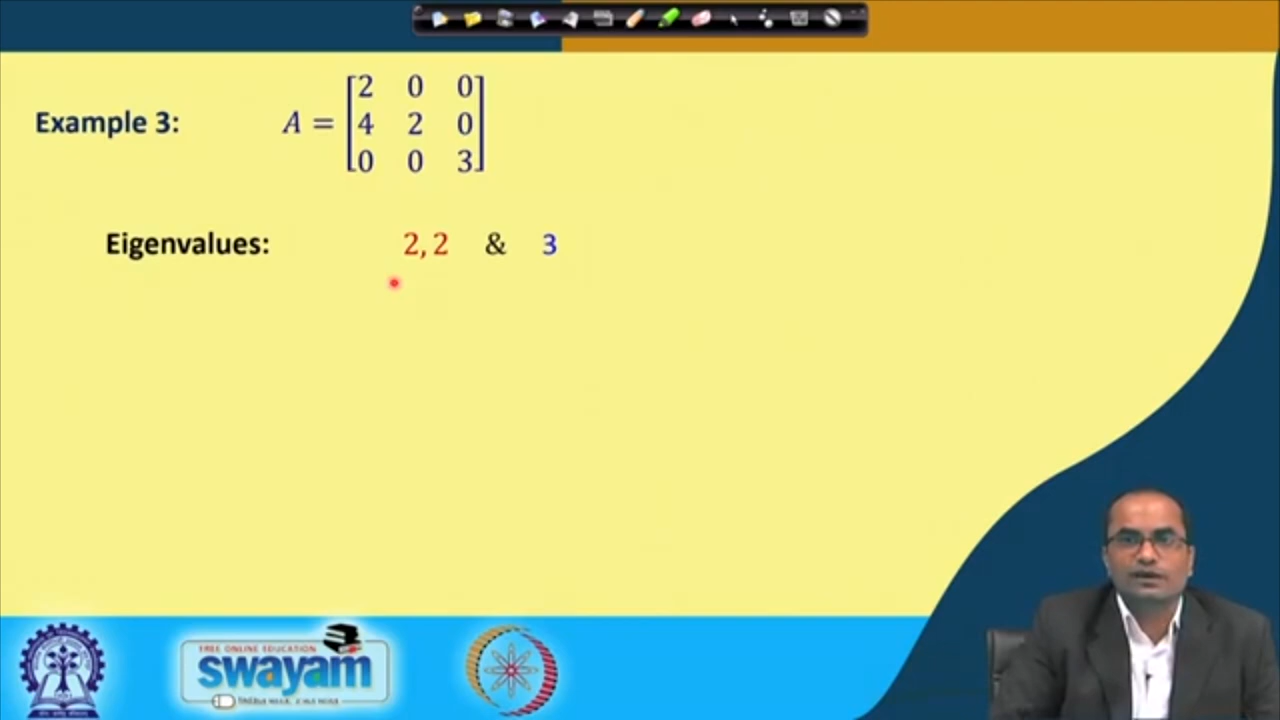 Example 3: A = [2 0 0
4 2 0
0 0 3]
Eigenvalues: 2, 2 & 3
FREE ONLINE EDUCATION
swayam